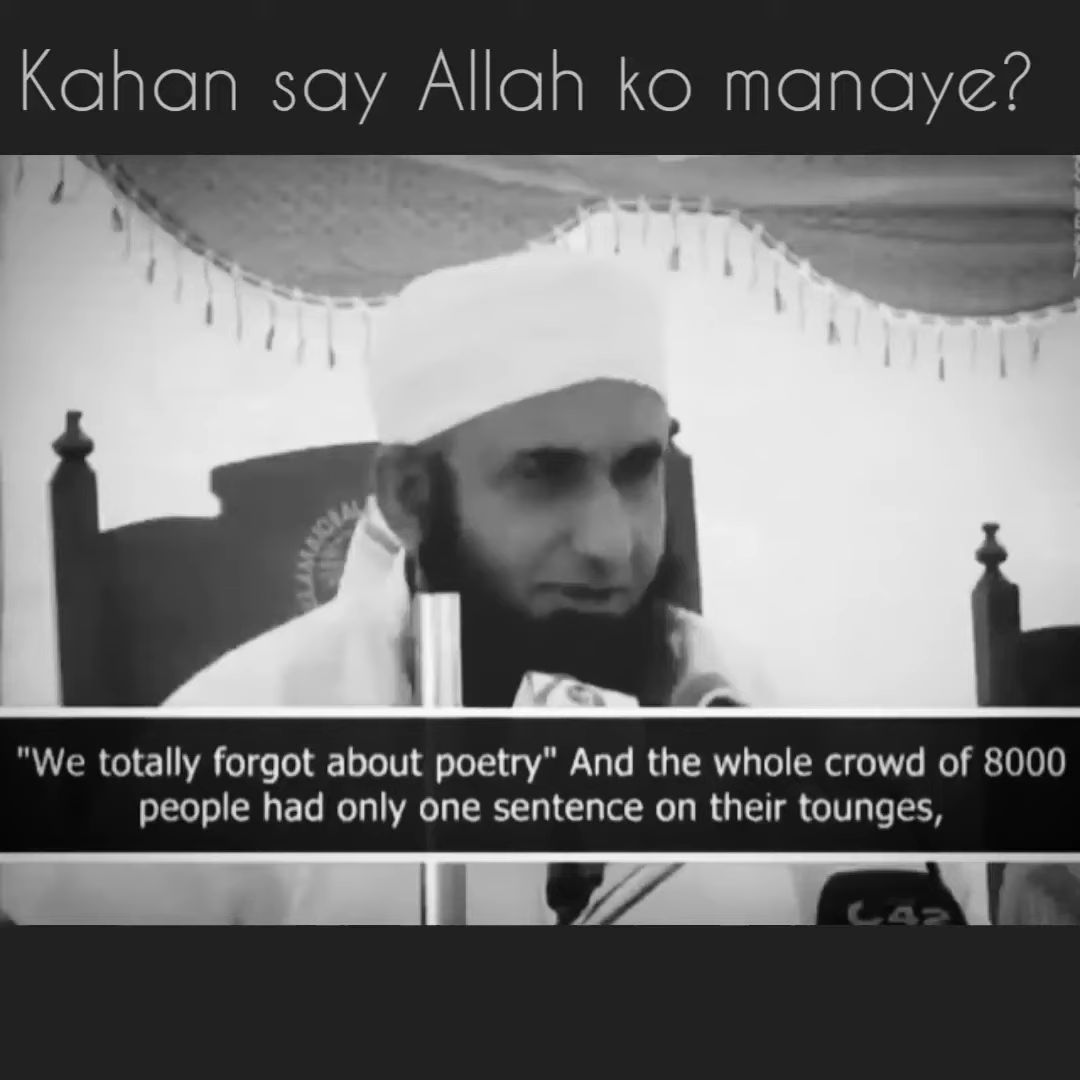 Kahan say Allah ko manaye?
"We totally forgot about poetry" And the whole crowd of 8000
people had only one sentence on their tounges,
C42